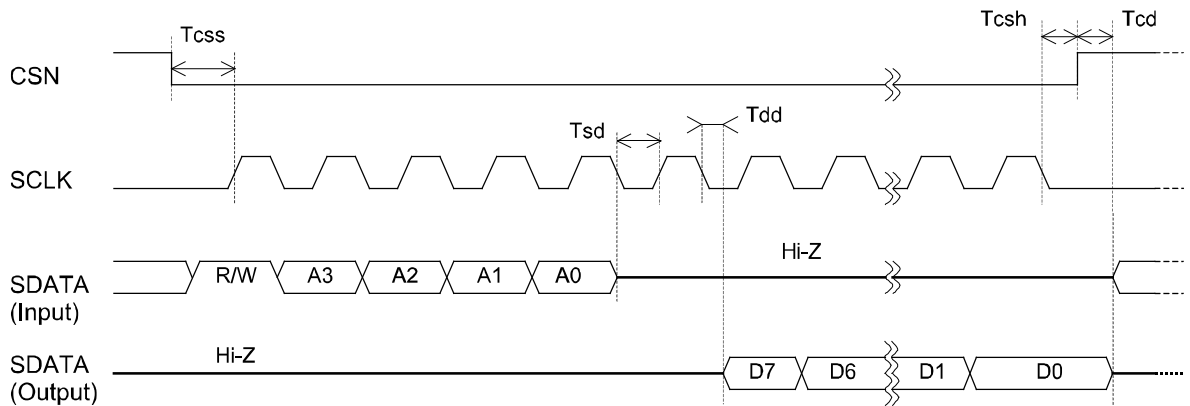 Tcss
Tcsh
Tcd
CSN
Tsd
Tdd
SCLK
Hi-Z
R/W
A3
A2
A1
A0
SDATA
(Input)
Hi-Z
SDATA
(Output)
D7
D6
D1
D0